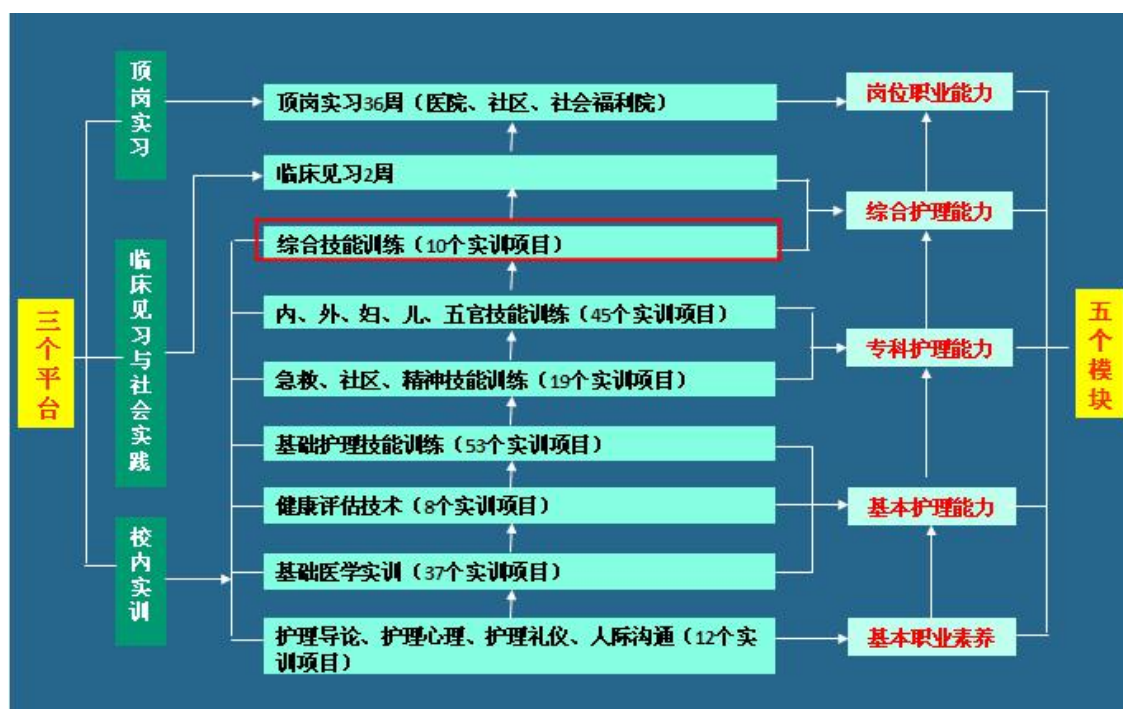 三个平台
顶岗实习
临床见习与社会实践
校内实训
顶岗实习36周（医院、社区、社会福利院）
临床见习2周
综合技能训练（10个实训项目）
内、外、妇、儿、五官技能训练（45个实训项目）
急救、社区、精神技能训练（19个实训项目）
基础护理技能训练（53个实训项目）
健康评估技术（8个实训项目）
基础医学实训（37个实训项目）
护理导论、护理心理、护理礼仪、人际沟通（12个实
训项目）
岗位职业能力
综合护理能力
专科护理能力
基本护理能力
基本职业素养
五个模块